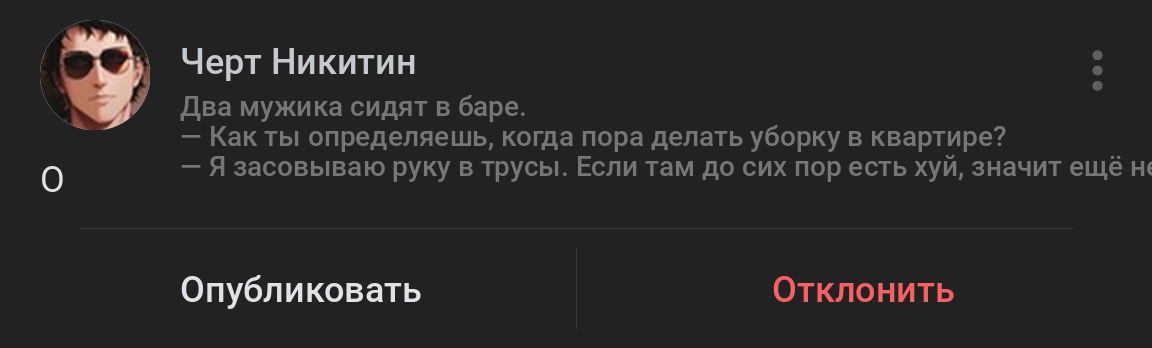 Черт Никитин
Два мужика сидят в баре.
— Как ты определяешь, когда пора делать уборку в квартире?
— Я засовываю руку в трусы. Если там до сих пор есть хуй, значит ещё не
О
Опубликовать
Отклонить